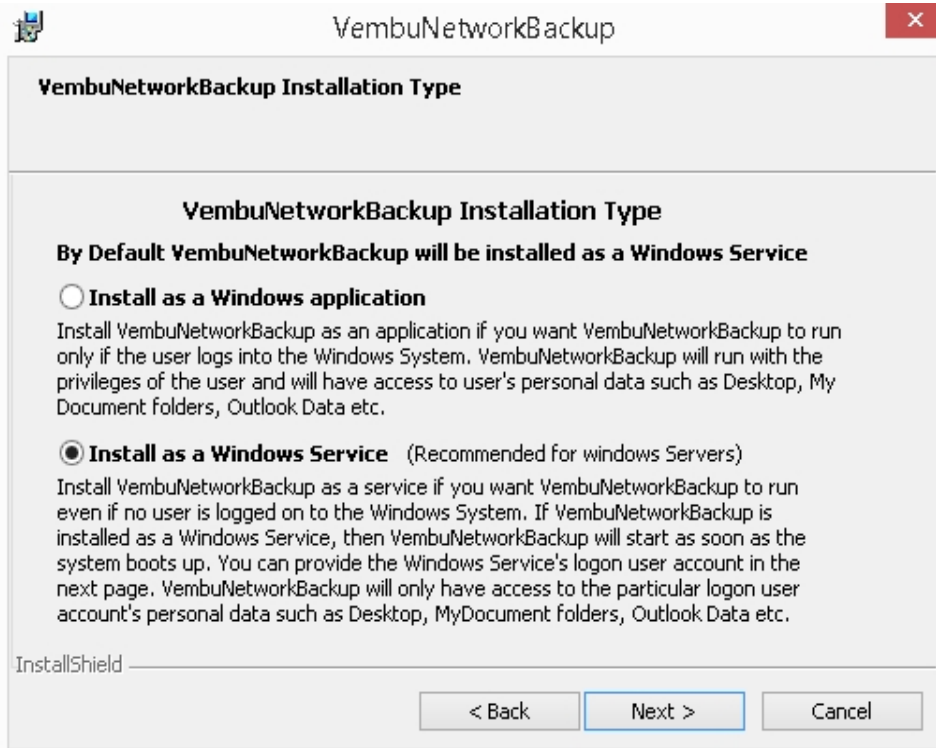 VembuNetworkBackup
VembuNetworkBackup Installation Type
VembuNetworkBackup Installation Type
By Default VembuNetworkBackup will be installed as a Windows Service
Install as a Windows application
Install VembuNetworkBackup as an application if you want VembuNetworkBackup to run
only if the user logs into the Windows System. VembuNetworkBackup will run with the
privileges of the user and will have access to user's personal data such as Desktop, My
Document folders, Outlook Data etc.
Install as a Windows Service (Recommended for windows Servers)
Install VembuNetworkBackup as a service if you want VembuNetworkBackup to run
even if no user is logged on to the Windows System. If VembuNetworkBackup is
installed as a Windows Service, then VembuNetworkBackup will start as soon as the
system boots up. You can provide the Windows Service's logon user account in the
next page. VembuNetworkBackup will only have access to the particular logon user
account's personal data such as Desktop, MyDocument folders, Outlook Data etc.
InstallShield
< Back Next > Cancel